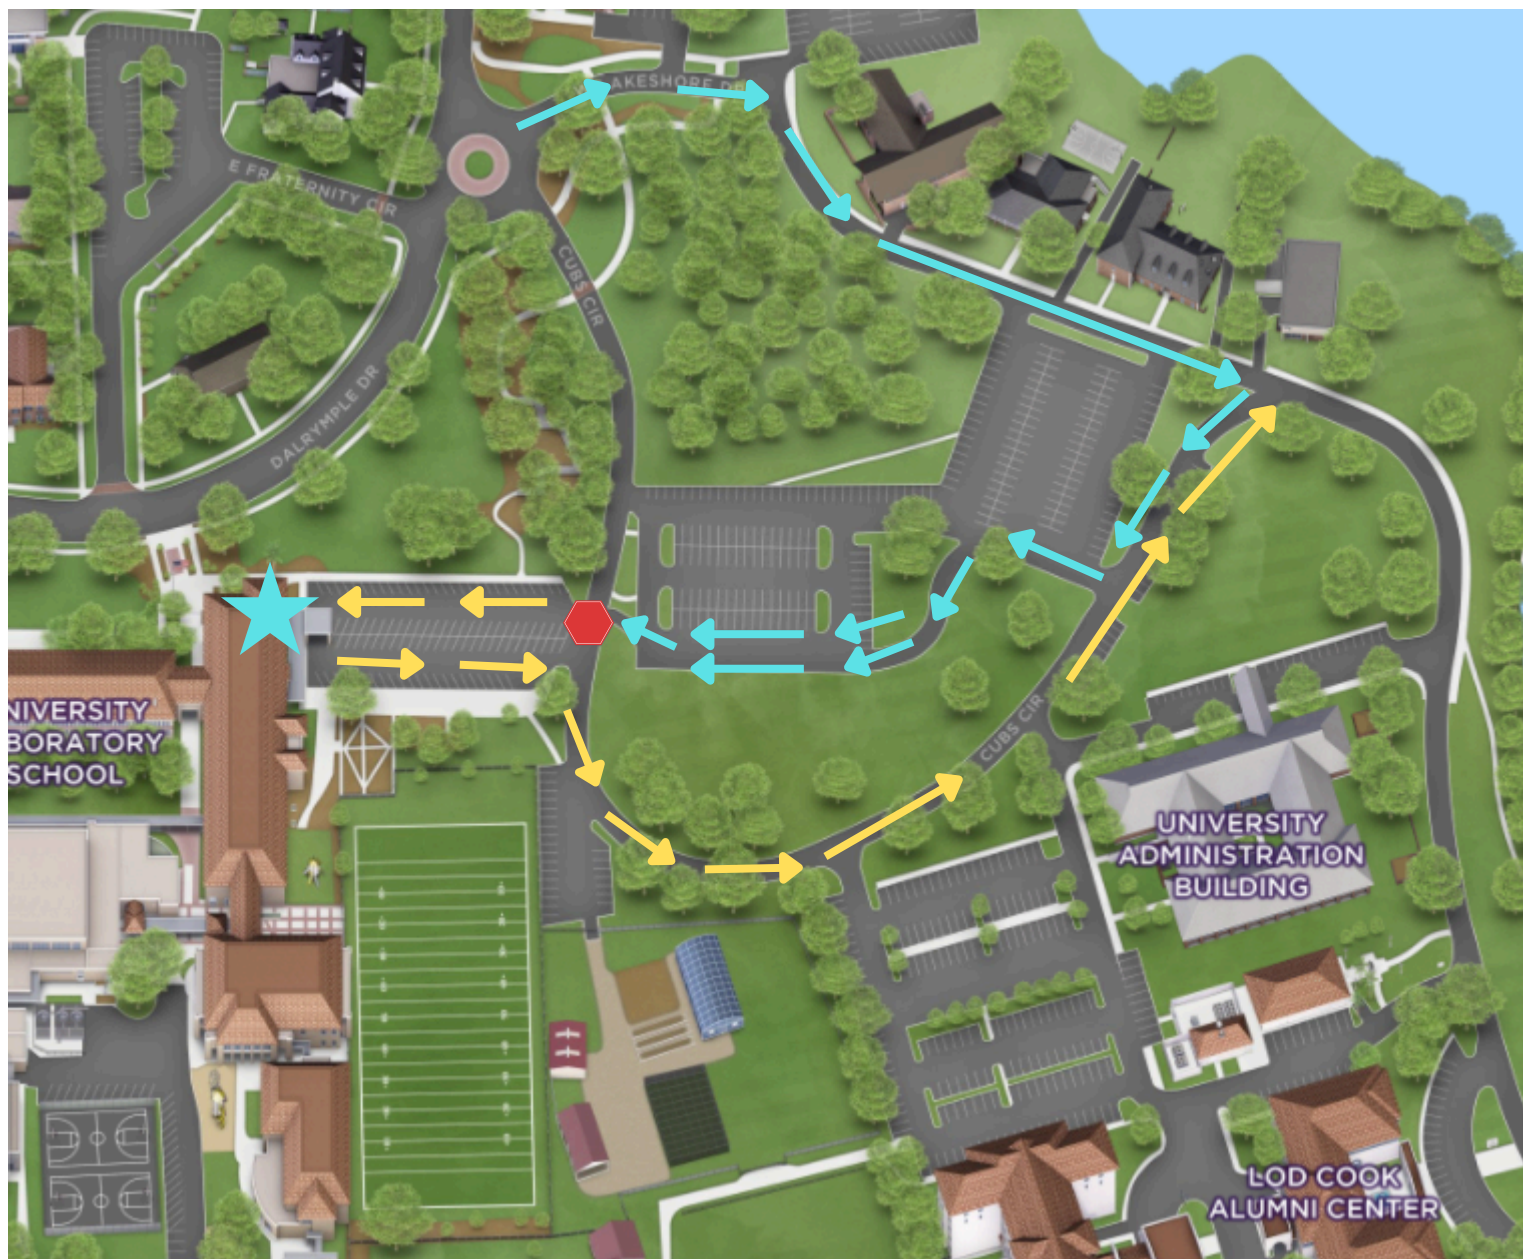 AKESHORE DR
E FRATERNITY CIR
CUBS CIR
DALRYMPLE DR
NIVERSITY
BORATORY
SCHOOL
CUBS CIR
UNIVERSITY
ADMINISTRATION
BUILDING
LOD COOK
ALUMNI CENTER